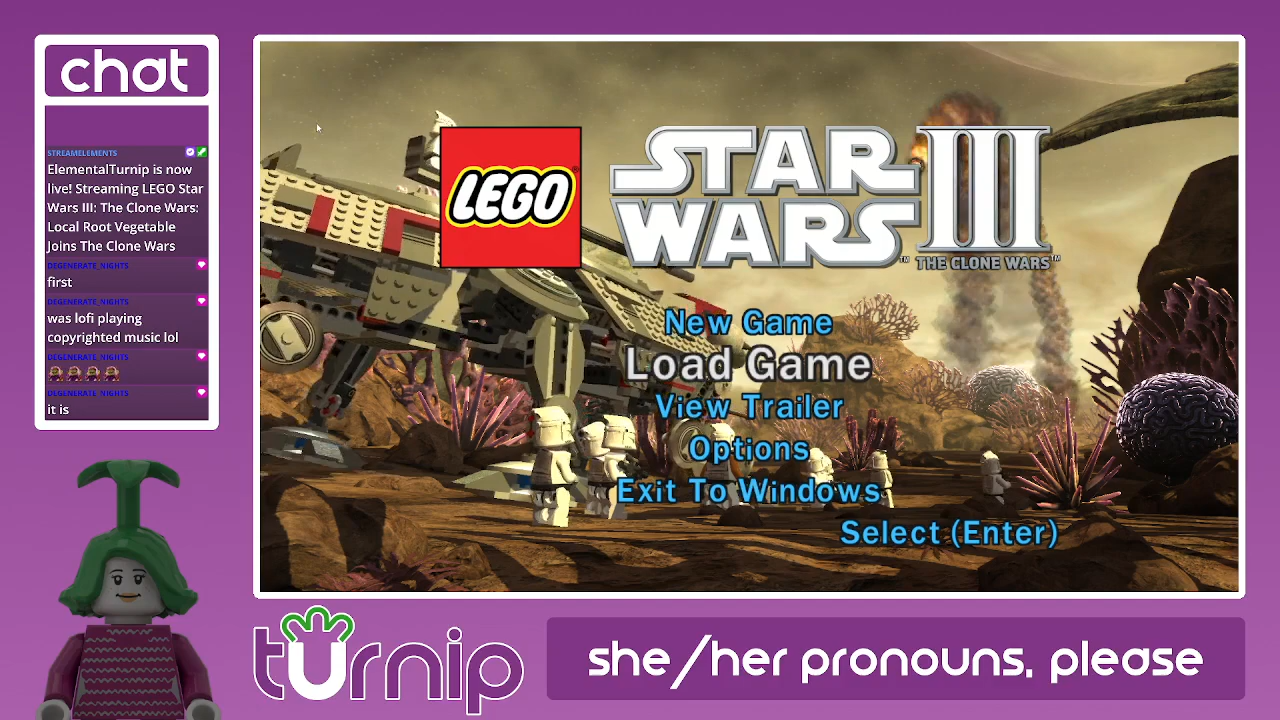 chat
STREAMELEMENTS
ElementalTurnip is now
live! Streaming LEGO Star
Wars III: The Clone Wars:
Local Root Vegetable
Joins The Clone Wars
DEGENERATE_NIGHTS
first
DEGENERATE_NIGHTS
was lofi playing
copyrighted music lol
DEGENERATE_NIGHTS
DEGENERATE_NIGHTS
it is
LEGO®
STAR WARS™ III
THE CLONE WARS™
New Game
Load Game
View Trailer
Options
Exit To Windows
Select (Enter)
turnip
she/her pronouns, please